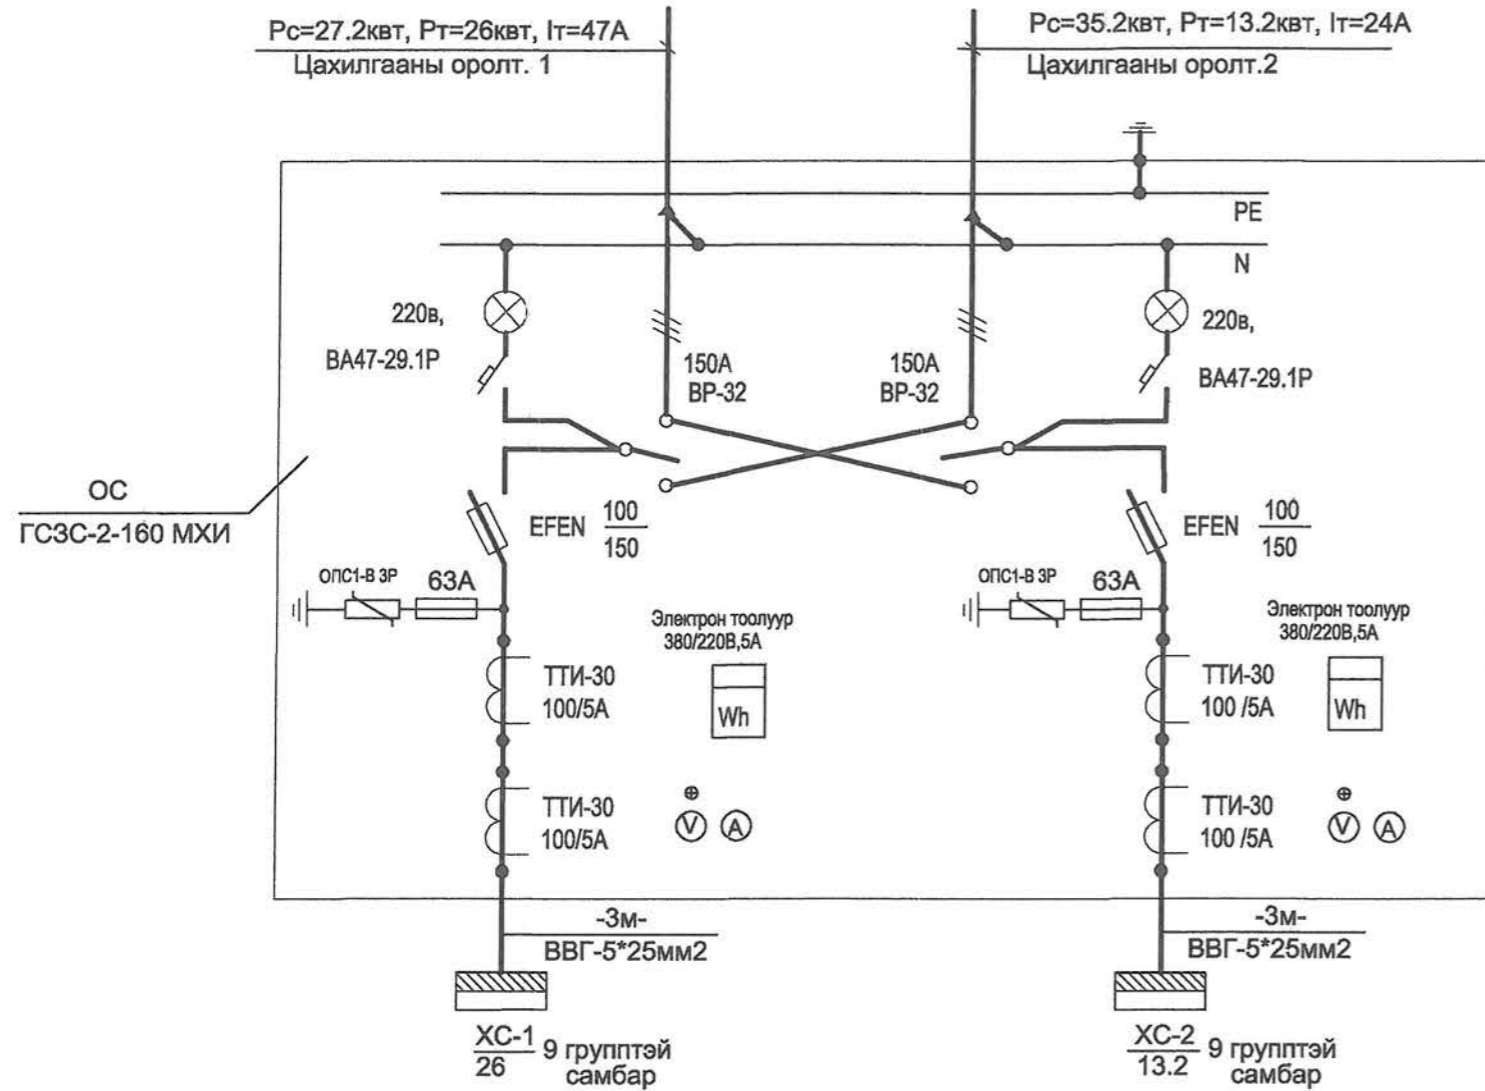 Рс=27.2квт, Рт=26квт, Iт=47А
Цахилгааны оролт. 1
Рс=35.2квт, Рт=13.2квт, Iт=24А
Цахилгааны оролт.2
PE
N
220в,
ВА47-29.1Р
150А
ВР-32
150А
ВР-32
220в,
ВА47-29.1Р
ОС
ГСЗС-2-160 МХИ
EFEN 100
150
EFEN 100
150
ОПС1-В 3Р
63А
ОПС1-В 3Р
63А
Электрон тоолуур
380/220В,5А
Wh
Электрон тоолуур
380/220В,5А
Wh
ТТИ-30
100/5А
ТТИ-30
100 /5А
ТТИ-30
100/5А
V A
ТТИ-30
100 /5А
V A
-3м-
ВВГ-5*25мм2
-3м-
ВВГ-5*25мм2
ХС-1
26
9 групптэй
самбар
ХС-2
13.2
9 групптэй
самбар